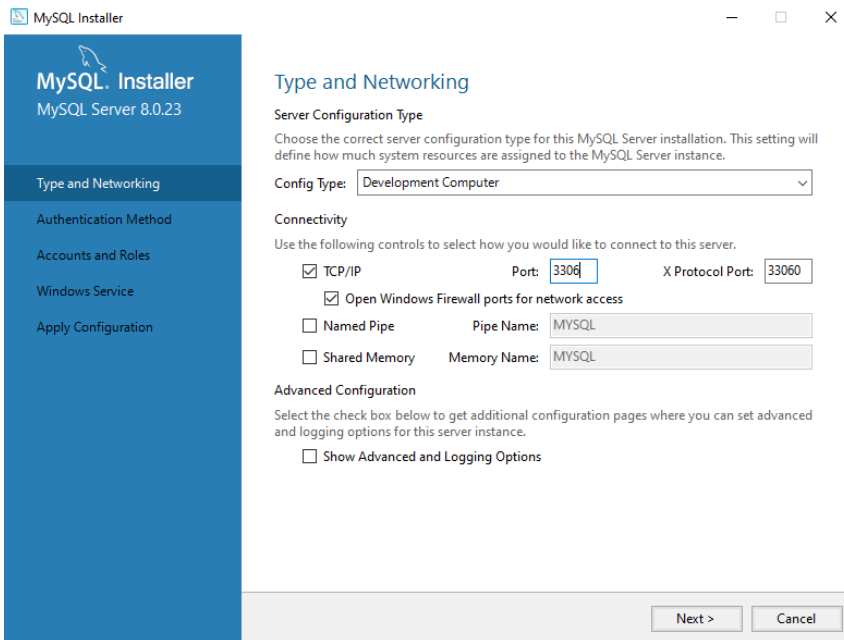 MySQL Installer
MySQL. Installer
MySQL Server 8.0.23
Type and Networking
Authentication Method
Accounts and Roles
Windows Service
Apply Configuration
Type and Networking
Server Configuration Type
Choose the correct server configuration type for this MySQL Server installation. This setting will
define how much system resources are assigned to the MySQL Server instance.
Config Type: Development Computer
Connectivity
Use the following controls to select how you would like to connect to this server.
TCP/IP Port: 3306 X Protocol Port: 33060
Open Windows Firewall ports for network access
Named Pipe Pipe Name: MYSQL
Shared Memory Memory Name: MYSQL
Advanced Configuration
Select the check box below to get additional configuration pages where you can set advanced
and logging options for this server instance.
Show Advanced and Logging Options
Next > Cancel